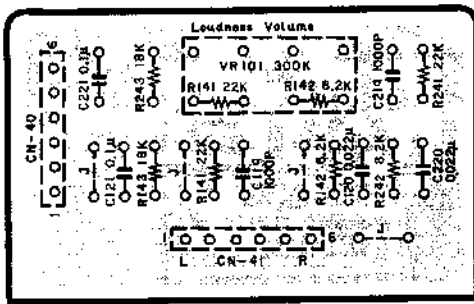 Loudness Volume
VR101 300K
R141 22K
R142 8.2K
6
CN-40
1
C221 0.1μ
R243 18K
C219 1000P
R241 22K
J
C121 0.1μ
R143 18K
J
R141 22K
C119 1000P
J
R142 8.2K
C120 0.022μ
R242 8.2K
C220 0.022μ
1
6
J
L CN-41 R